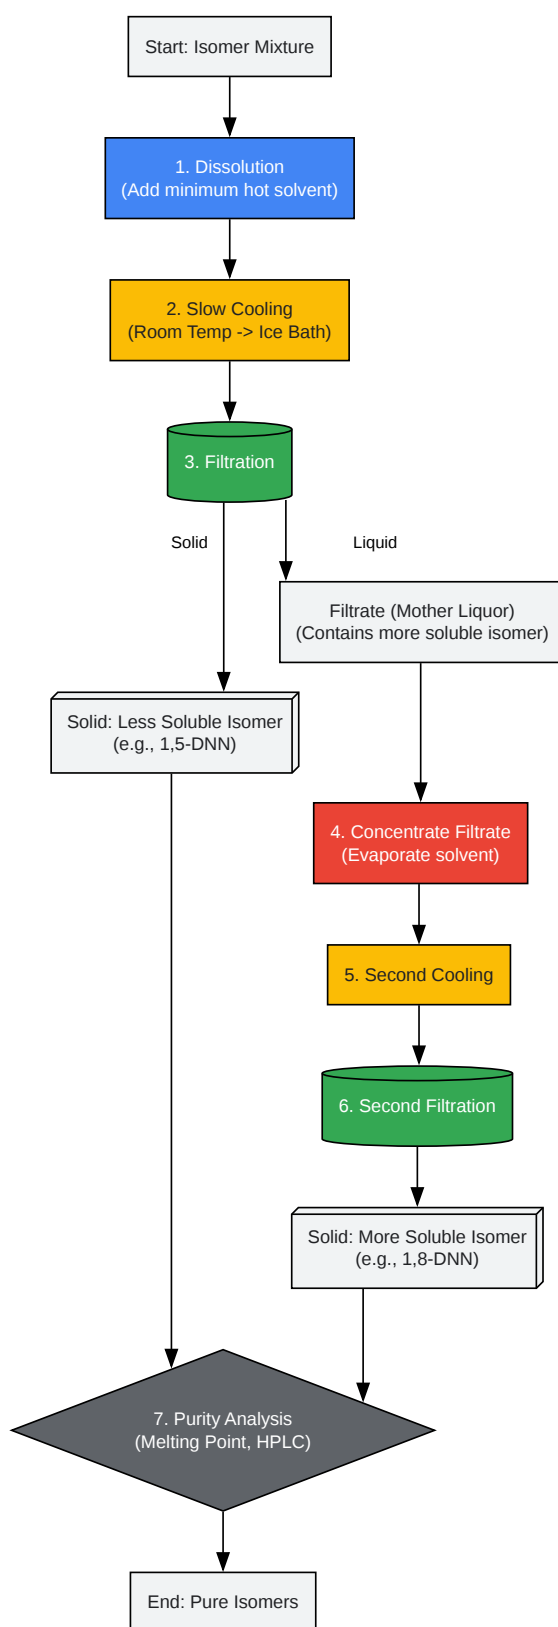 Start: Isomer Mixture
1. Dissolution
(Add minimum hot solvent)
2. Slow Cooling
(Room Temp -> Ice Bath)
3. Filtration
Solid
Liquid
Filtrate (Mother Liquor)
(Contains more soluble isomer)
Solid: Less Soluble Isomer
(e.g., 1,5-DNN)
4. Concentrate Filtrate
(Evaporate solvent)
5. Second Cooling
6. Second Filtration
Solid: More Soluble Isomer
(e.g., 1,8-DNN)
7. Purity Analysis
(Melting Point, HPLC)
End: Pure Isomers